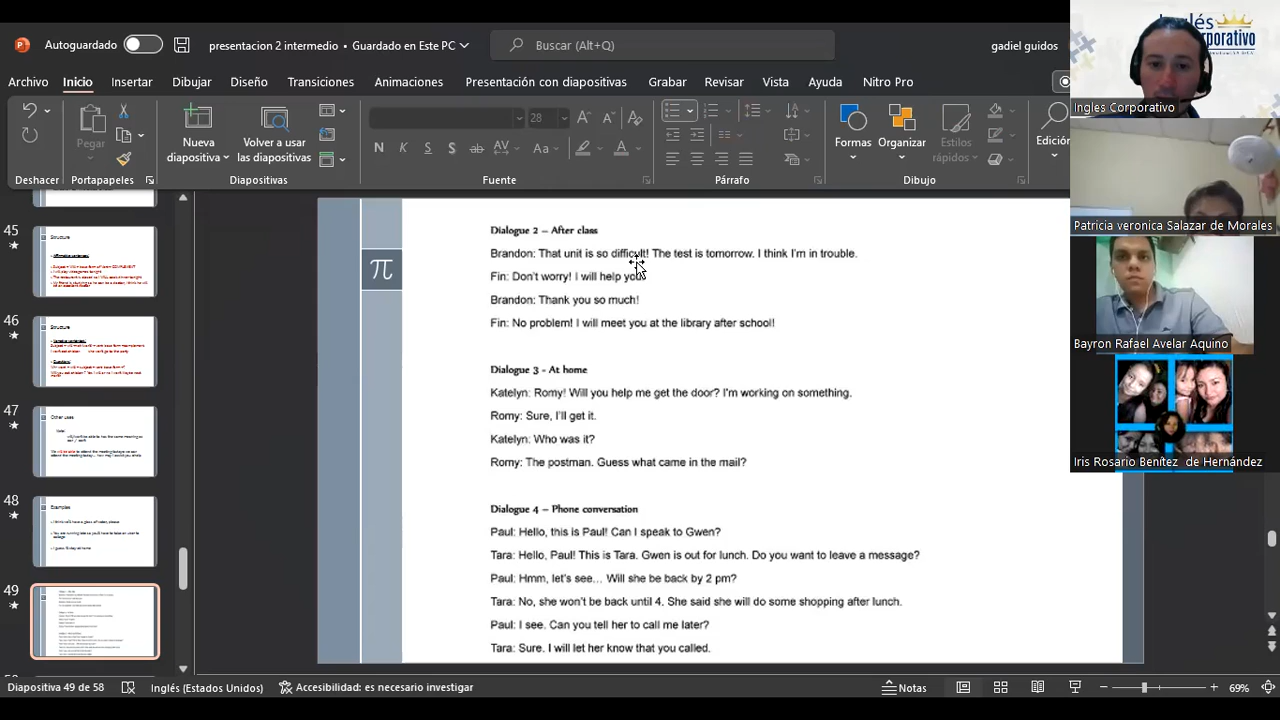 Autoguardado
presentacion 2 intermedio • Guardado en Este PC
Buscar (Alt+Q)
gadiel guidos
Archivo Inicio Insertar Dibujar Diseño Transiciones Animaciones Presentación con diapositivas Grabar Revisar Vista Ayuda Nitro Pro
Pegar
Nueva diapositiva
Volver a usar las diapositivas
28
N K S S ab AV Aa A
Formas
Organizar
Estilos rápidos
Edición
Deshacer Portapapeles Diapositivas Fuente Párrafo Dibujo
45
Structure
46
Structure
47
Other uses
48
Examples
49
π
Dialogue 2 – After class
Brandon: That unit is so difficult! The test is tomorrow. I think I'm in trouble.
Fin: Don't worry! I will help you.
Brandon: Thank you so much!
Fin: No problem! I will meet you at the library after school!
Dialogue 3 - At home
Katelyn: Romy! Will you help me get the door? I'm working on something.
Romy: Sure, I'll get it.
Katelyn: Who was it?
Romy: The postman. Guess what came in the mail?
Dialogue 4 – Phone conversation
Paul: Hello, this is Paul! Can I speak to Gwen?
Tara: Hello, Paul! This is Tara. Gwen is out for lunch. Do you want to leave a message?
Paul: Hmm, let's see... Will she be back by 2 pm?
Tara: No, she won't be back until 4. She said she will do some shopping after lunch.
Paul: I see. Can you tell her to call me later?
Tara: Sure. I will let her know that you called.
Inglés
Corporativo
Ingles Corporativo
Patricia veronica Salazar de Morales
Bayron Rafael Avelar Aquino
Iris Rosario Benítez de Hernández
Diapositiva 49 de 58
Inglés (Estados Unidos)
Accesibilidad: es necesario investigar
Notas
69%